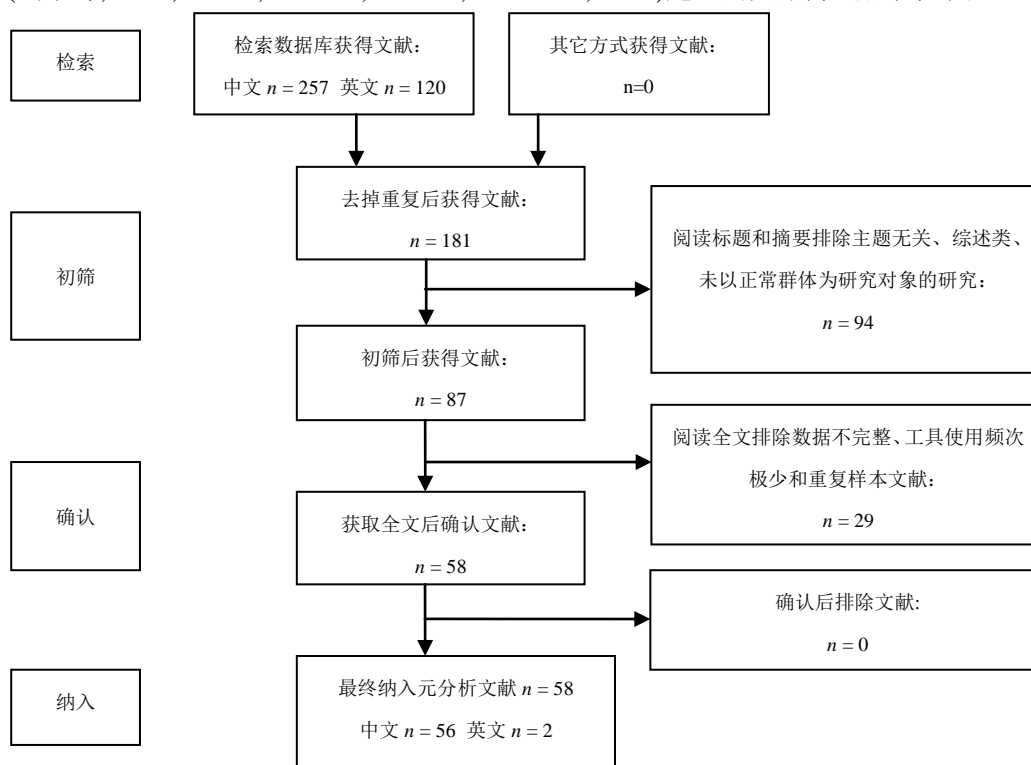 检索
检索数据库获得文献：
中文 n = 257 英文 n = 120
其它方式获得文献：
n=0
去掉重复后获得文献：
n = 181
初筛
阅读标题和摘要排除主题无关、综述类、
未以正常群体为研究对象的研究：
n = 94
初筛后获得文献：
n = 87
阅读全文排除数据不完整、工具使用频次
极少和重复样本文献：
n = 29
确认
获取全文后确认文献：
n = 58
确认后排除文献:
n = 0
纳入
最终纳入元分析文献 n = 58
中文 n = 56 英文 n = 2